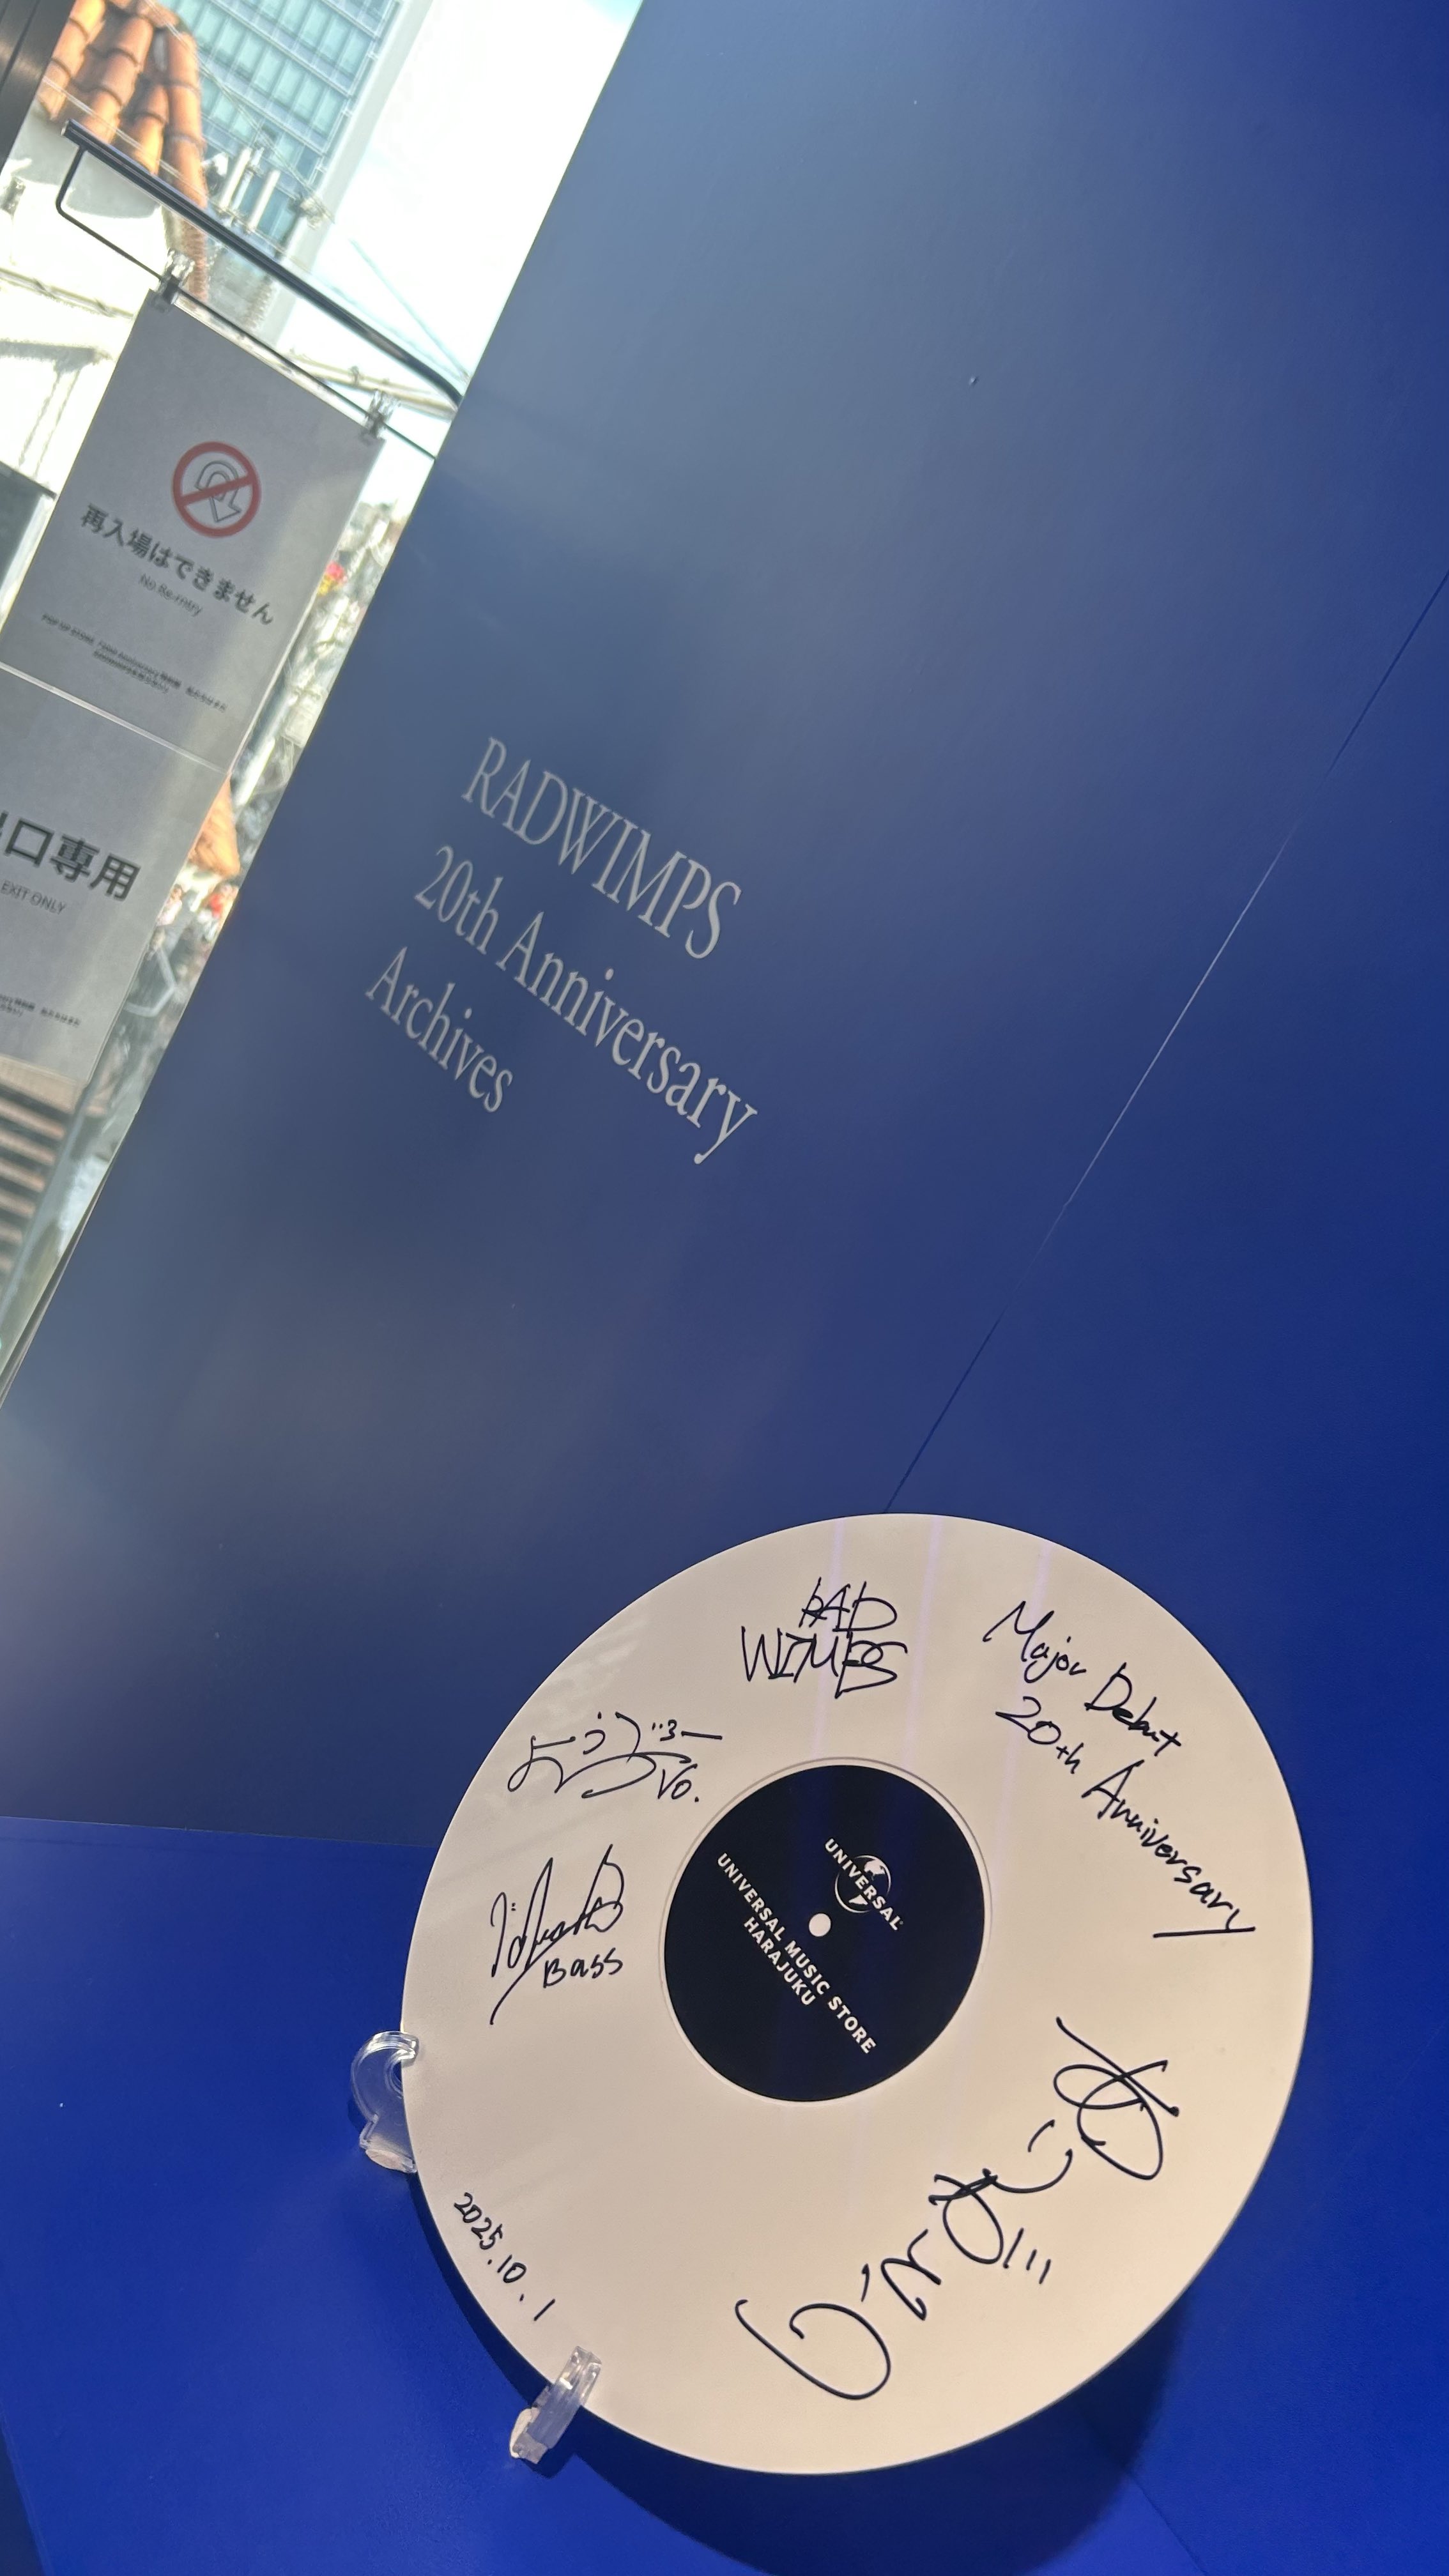 再入場はできません
No Re-entry
口専用
EXIT ONLY
RADWIMPS
20th Anniversary
Archives
RAD
WIMPS
Major Debut
20th Anniversary
Vo.
Bass
UNIVERSAL
UNIVERSAL MUSIC STORE
HARAJUKU
2025.10.1